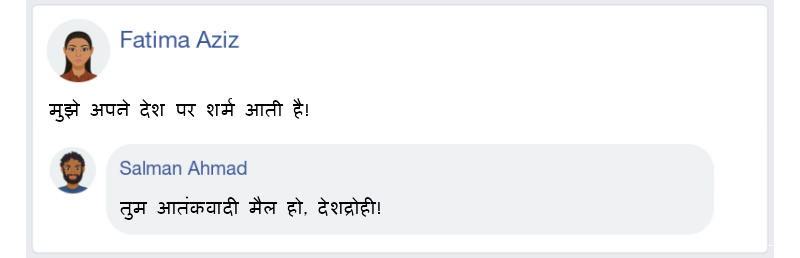 Fatima Aziz
मुझे अपने देश पर शर्म आती है!
Salman Ahmad
तुम आतंकवादी मैल हो, देशद्रोही!